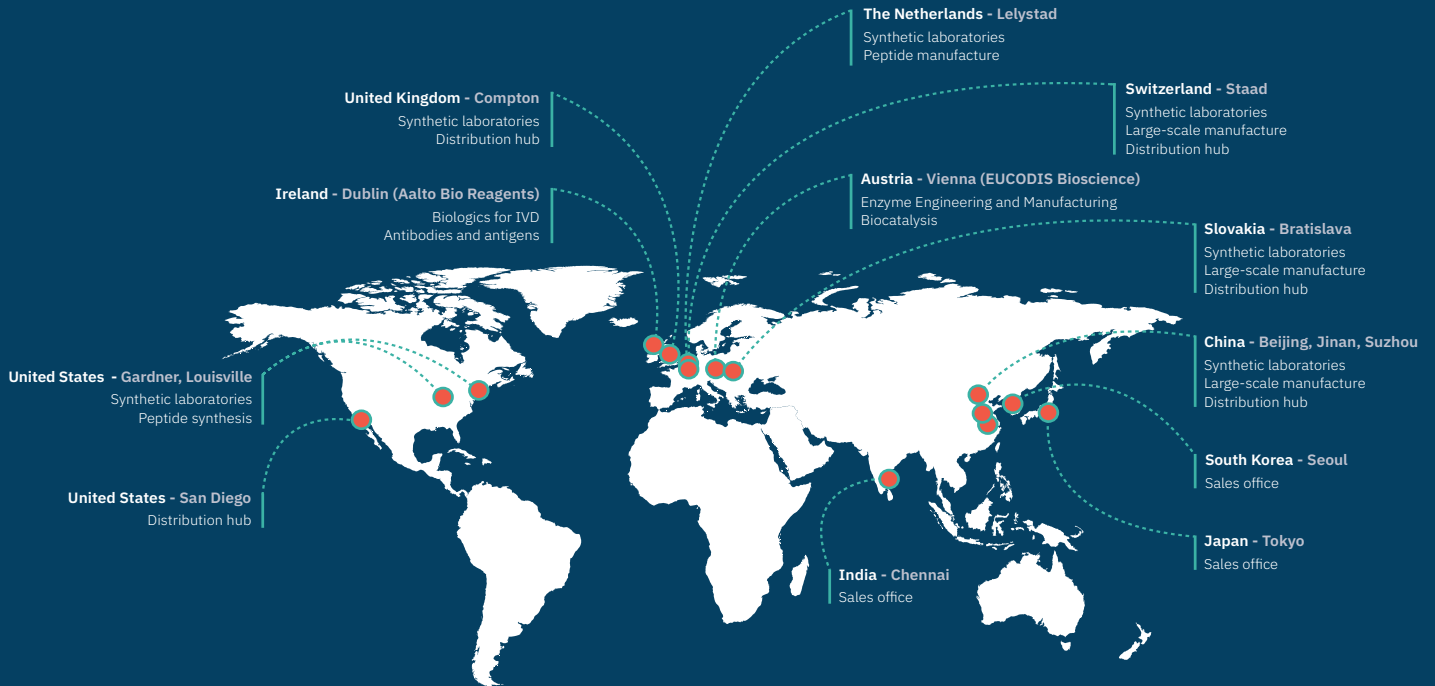 The Netherlands - Lelystad
Synthetic laboratories
Peptide manufacture
United Kingdom - Compton
Synthetic laboratories
Distribution hub
Switzerland - Staad
Synthetic laboratories
Large-scale manufacture
Distribution hub
Ireland - Dublin (Aalto Bio Reagents)
Biologics for IVD
Antibodies and antigens
Austria - Vienna (EUCODIS Bioscience)
Enzyme Engineering and Manufacturing
Biocatalysis
Slovakia - Bratislava
Synthetic laboratories
Large-scale manufacture
Distribution hub
China - Beijing, Jinan, Suzhou
Synthetic laboratories
Large-scale manufacture
Distribution hub
United States - Gardner, Louisville
Synthetic laboratories
Peptide synthesis
United States - San Diego
Distribution hub
South Korea - Seoul
Sales office
Japan - Tokyo
Sales office
India - Chennai
Sales office